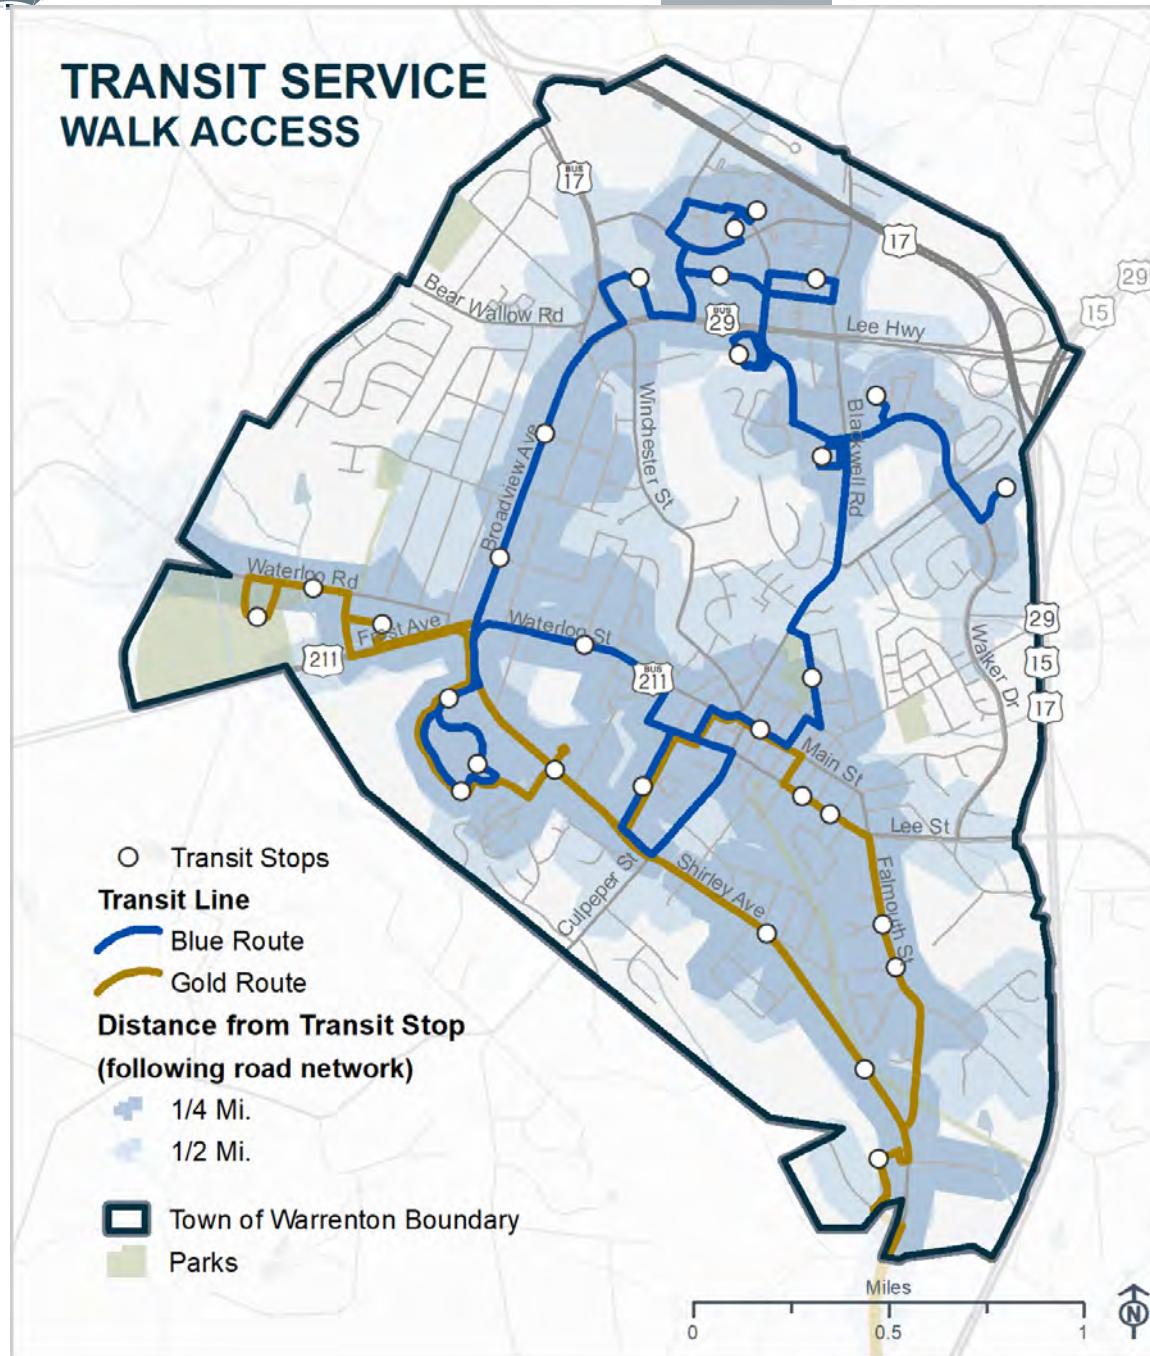 TRANSIT SERVICE
WALK ACCESS
BUS
17
17
29
15
Bear Wallow Rd
BUS
29
Lee Hwy
Winchester St
Blackwell Rd
Broadview Ave
Waterloo Rd
Frost Ave
211
Waterloo St
BUS
211
29
15
17
Walker Dr
Main St
Lee St
Falmouth St
Shirley Ave
Culpeper St
Transit Stops
Transit Line
Blue Route
Gold Route
Distance from Transit Stop
(following road network)
1/4 Mi.
1/2 Mi.
Town of Warrenton Boundary
Parks
Miles
0
0.5
1
N